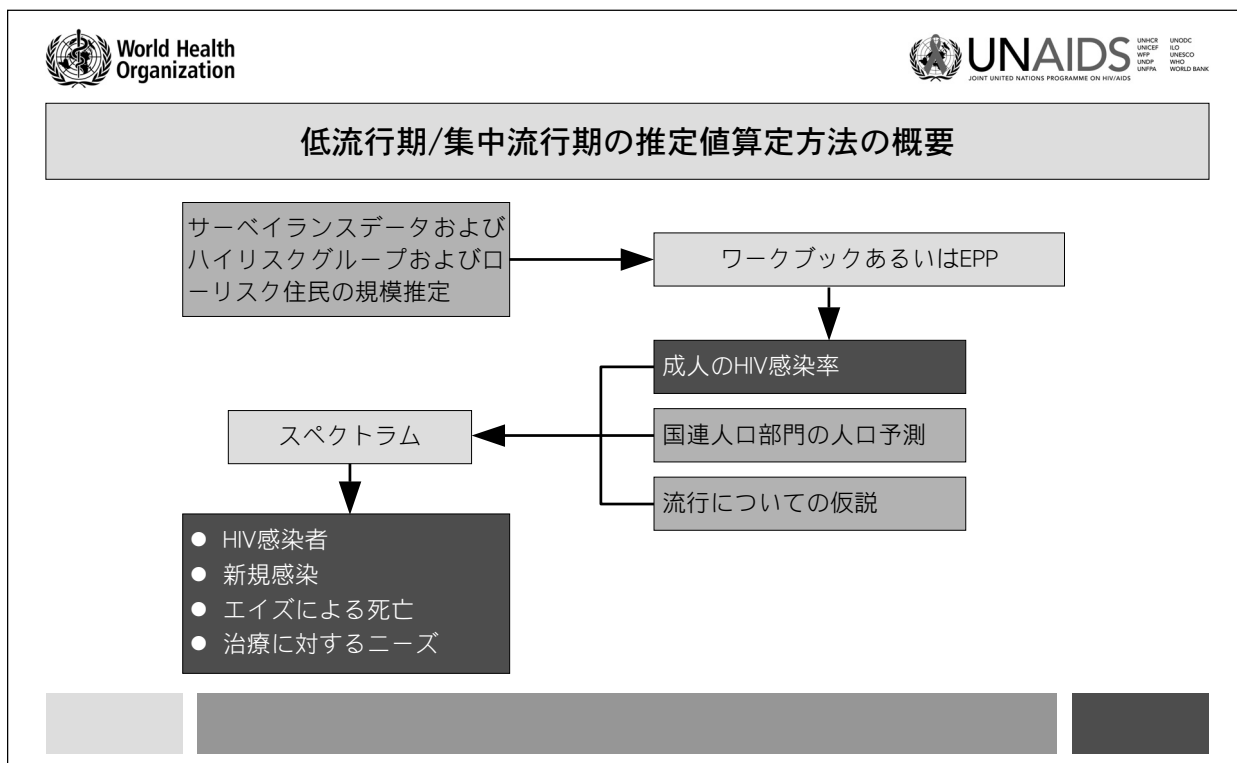 World Health
Organization
UNAIDS
JOINT UNITED NATIONS PROGRAMME ON HIV/AIDS
UNHCR
UNICEF
WFP
UNDP
UNFPA
UNODC
ILO
UNESCO
WHO
WORLD BANK
低流行期/集中流行期の推定値算定方法の概要
サーベイランスデータおよび
ハイリスクグループおよびロ
ーリスク住民の規模推定
ワークブックあるいはEPP
成人のHIV感染率
国連人口部門の人口予測
流行についての仮説
スペクトラム
● HIV感染者
● 新規感染
● エイズによる死亡
● 治療に対するニーズ